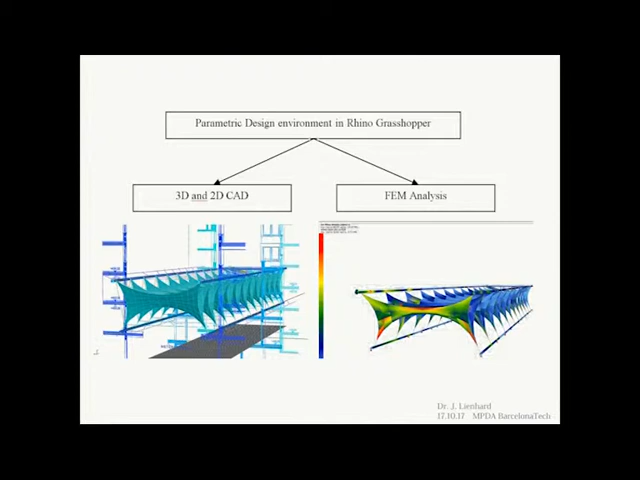 Parametric Design environment in Rhino Grasshopper
3D and 2D CAD
FEM Analysis
Dr. J. Lienhard
17.10.17 MPDA BarcelonaTech